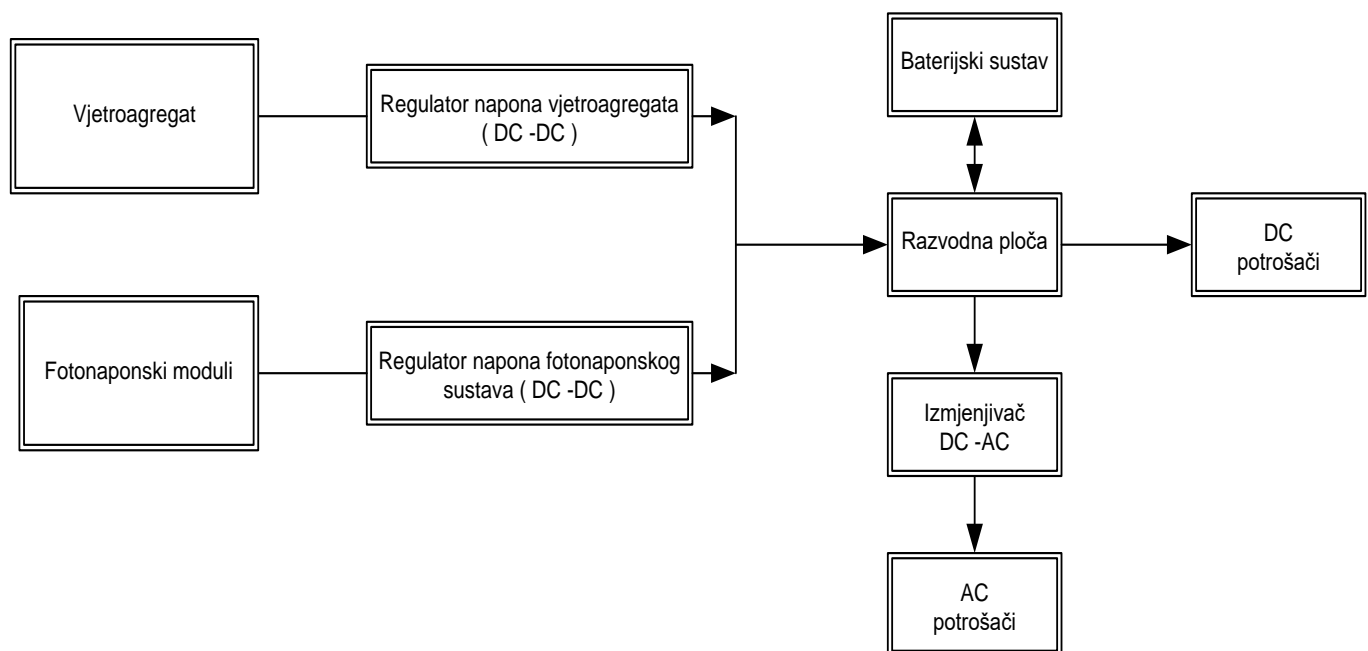 Baterijski sustav
Vjetroagregat
Regulator napona vjetroagregata
( DC -DC )
Razvodna ploča
DC
potrošači
Fotonaponski moduli
Regulator napona fotonaponskog
sustava ( DC -DC )
Izmjenjivač
DC -AC
AC
potrošači